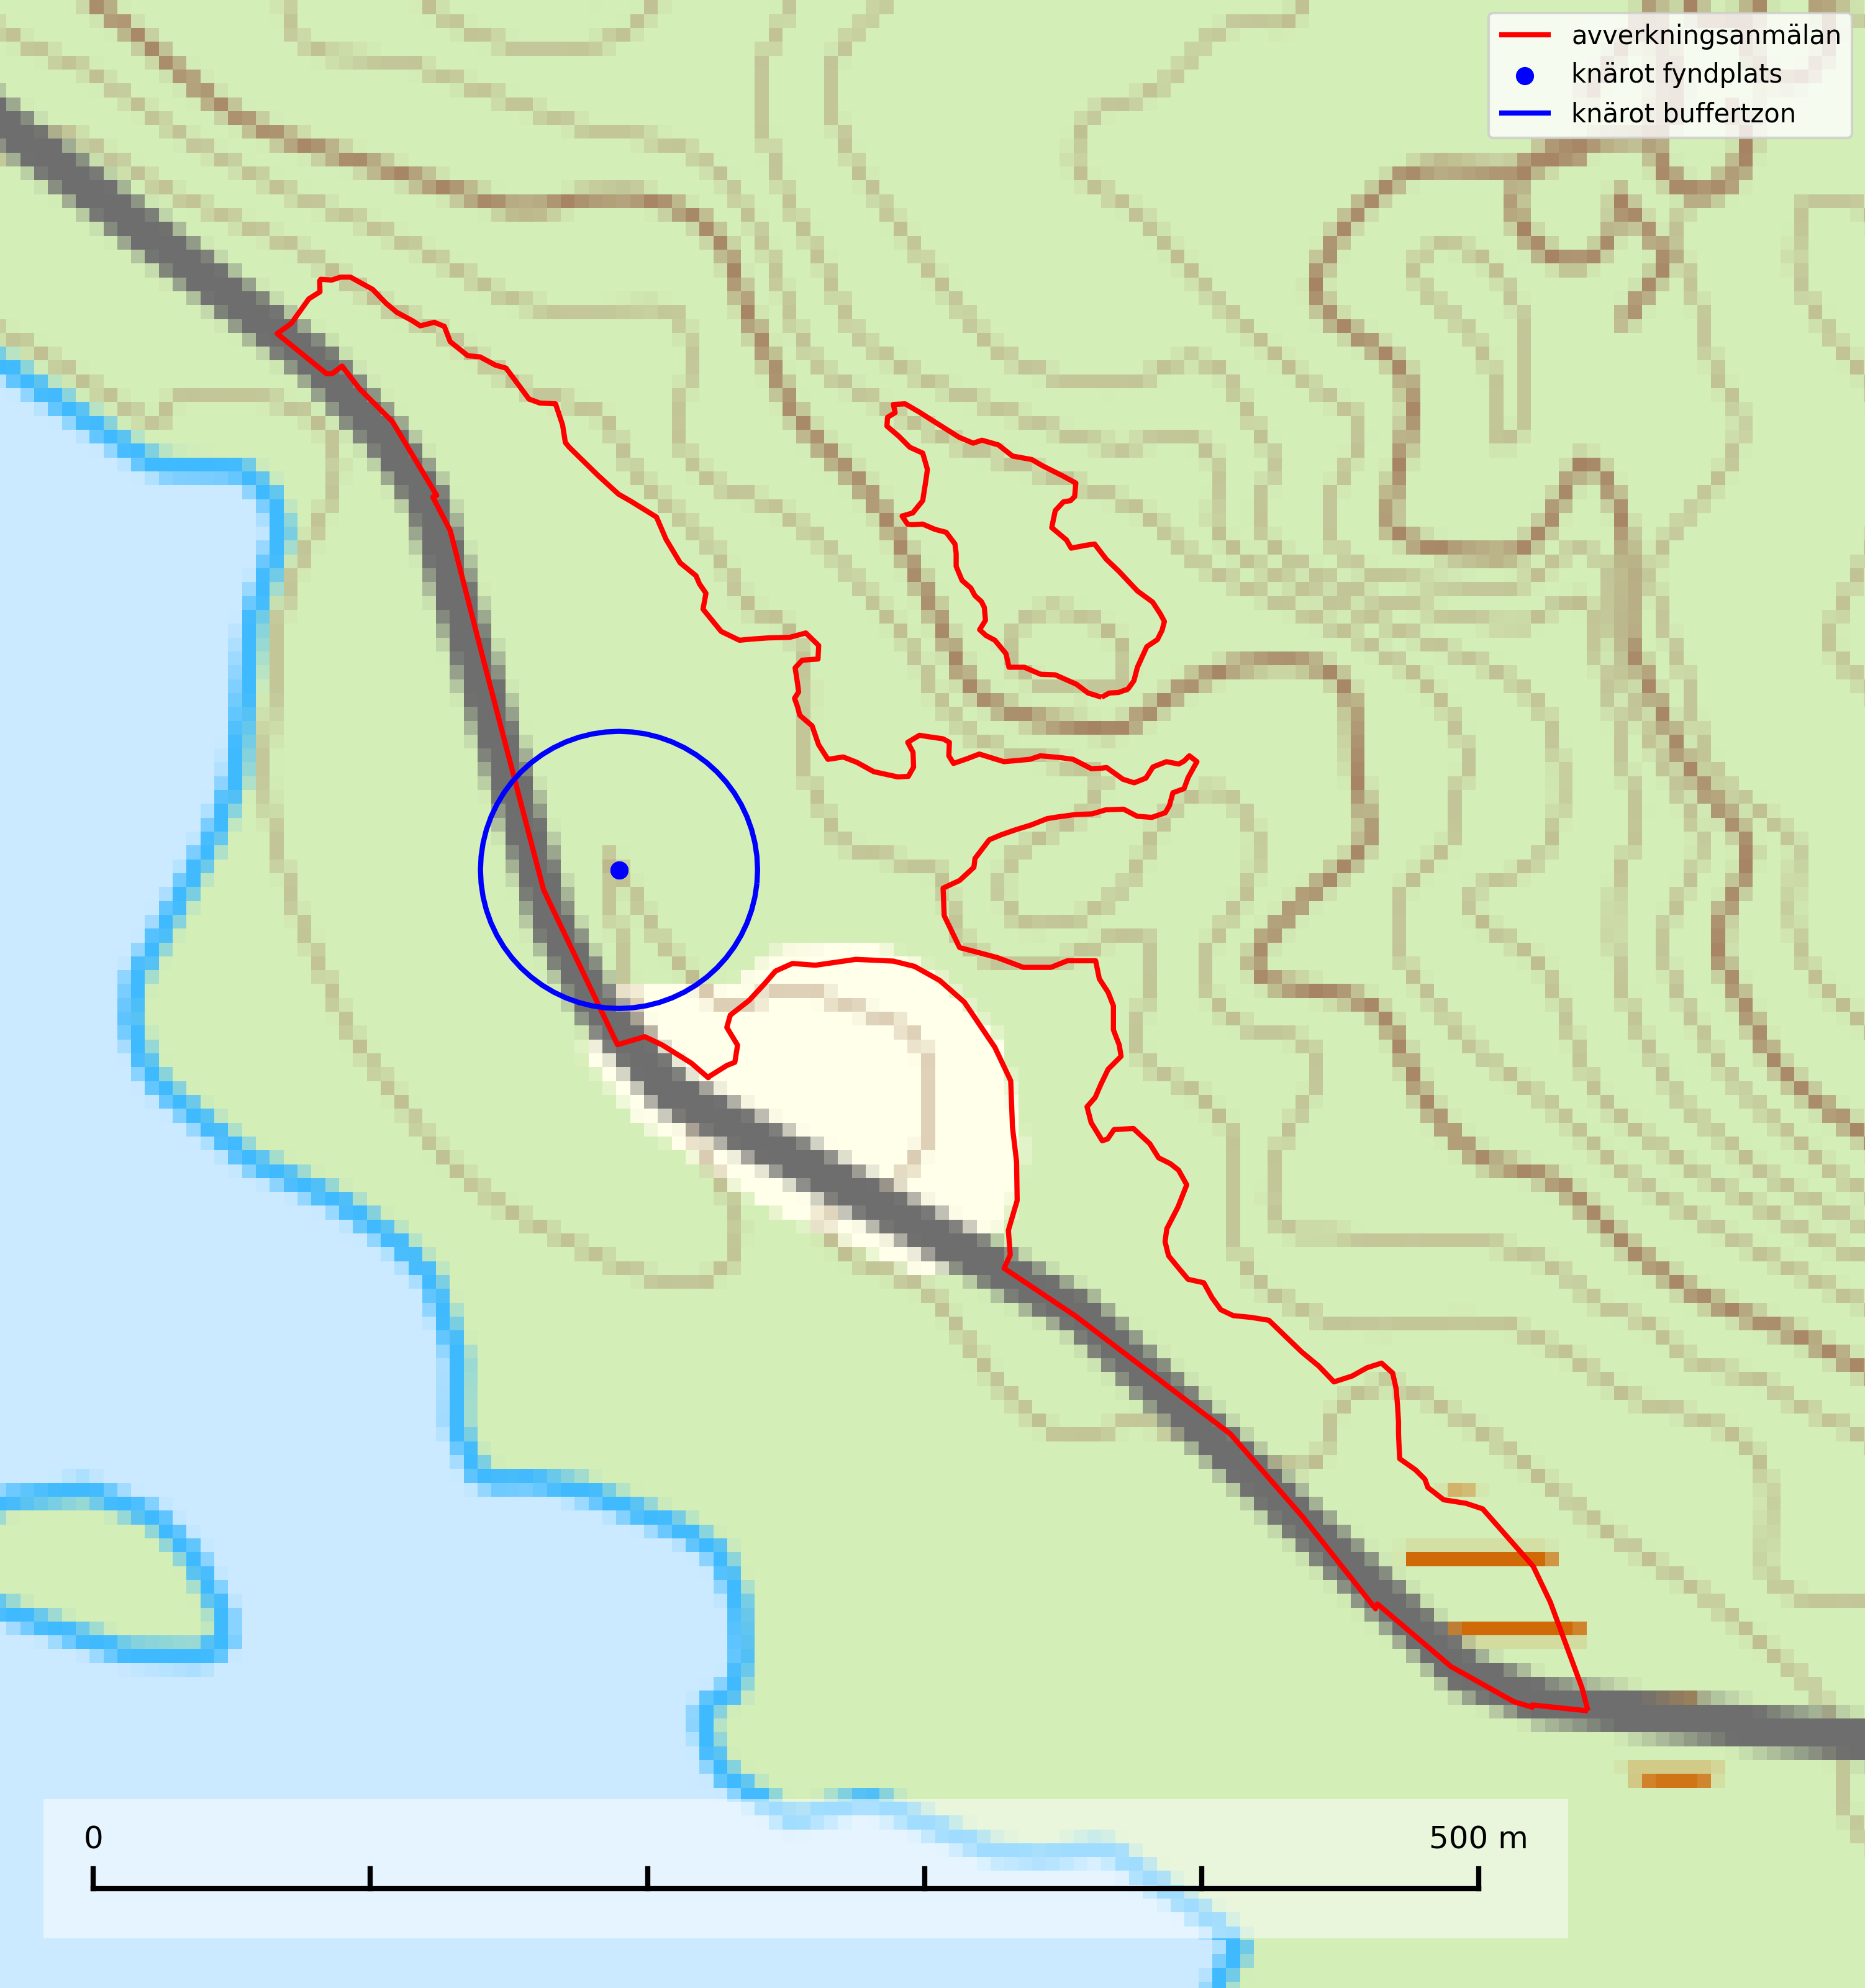 avverkningsanmälan
knärot fyndplats
knärot buffertzon
0
500 m